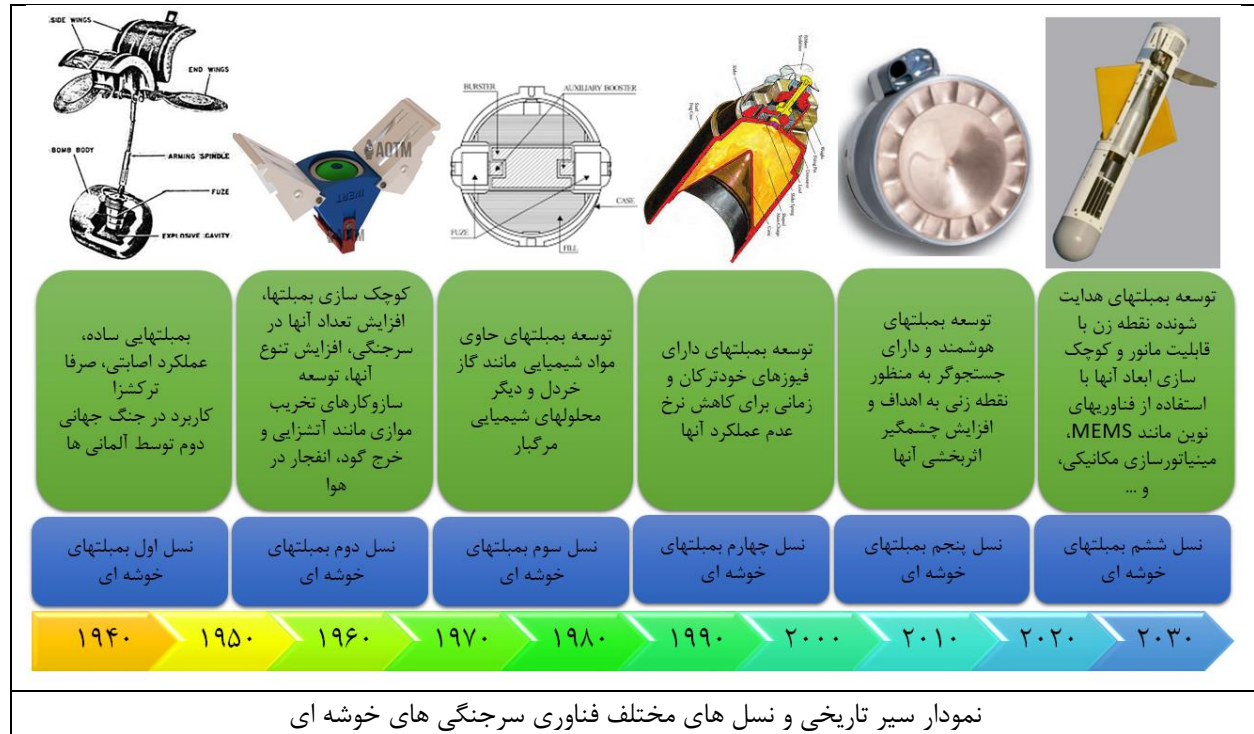 SIDE WINGS
END WINGS
BOMB BODY
ARMING SPINDLE
FUZE
EXPLOSIVE CAVITY
AOTM
INERT
AOTM
BURSTER
AUXILIARY BOOSTER
FUZE
CASE
FILL
بمبلتهایی ساده،
عملکرد اصابتی، صرفا
ترکشزا
کاربرد در جنگ جهانی
دوم توسط آلمانی ها
کوچک سازی بمبلتها،
افزایش تعداد آنها در
سرجنگی، افزایش تنوع
آنها، توسعه
سازوکارهای تخریب
موازی مانند آتشزایی و
خرج گود، انفجار در
هوا
توسعه بمبلتهای حاوی
مواد شیمیایی مانند گاز
خردل و دیگر
محلولهای شیمیایی
مرگبار
توسعه بمبلتهای دارای
فیوزهای خودترکان و
زمانی برای کاهش نرخ
عدم عملکرد آنها
توسعه بمبلتهای
هوشمند و دارای
جستجوگر به منظور
نقطه زنی به اهداف و
افزایش چشمگیر
اثربخشی آنها
توسعه بمبلتهای هدایت
شونده نقطه زن با
قابلیت مانور و کوچک
سازی ابعاد آنها با
استفاده از فناوریهای
نوین مانند MEMS،
مینیاتورسازی مکانیکی،
و ...
نسل اول بمبلتهای
خوشه ای
نسل دوم بمبلتهای
خوشه ای
نسل سوم بمبلتهای
خوشه ای
نسل چهارم بمبلتهای
خوشه ای
نسل پنجم بمبلتهای
خوشه ای
نسل ششم بمبلتهای
خوشه ای
۱۹۴۰
۱۹۵۰
۱۹۶۰
۱۹۷۰
۱۹۸۰
۱۹۹۰
۲۰۰۰
۲۰۱۰
۲۰۲۰
۲۰۳۰
نمودار سیر تاریخی و نسل های مختلف فناوری سرجنگی های خوشه ای